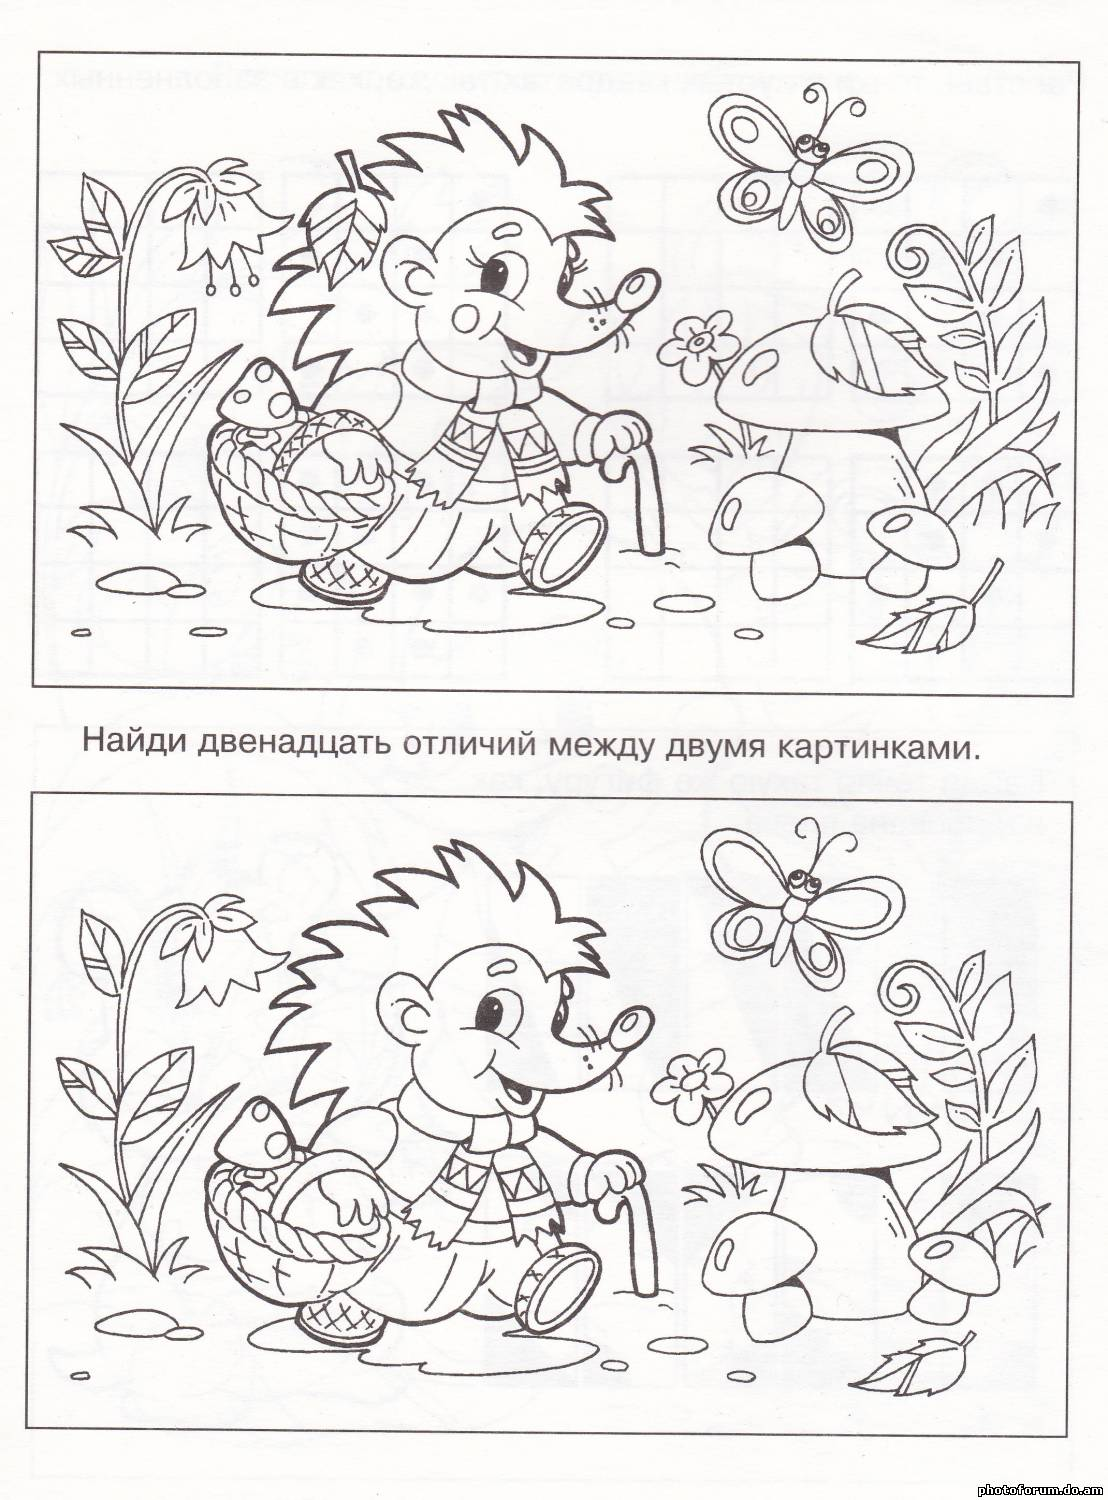 Найди двенадцать отличий между двумя картинками.
photoforum.do.am